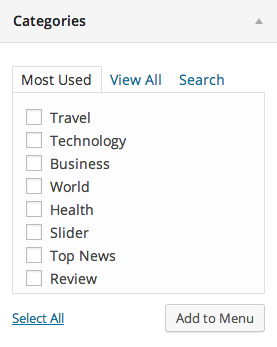 Categories
Most Used View All Search
Travel
Technology
Business
World
Health
Slider
Top News
Review
Select All Add to Menu